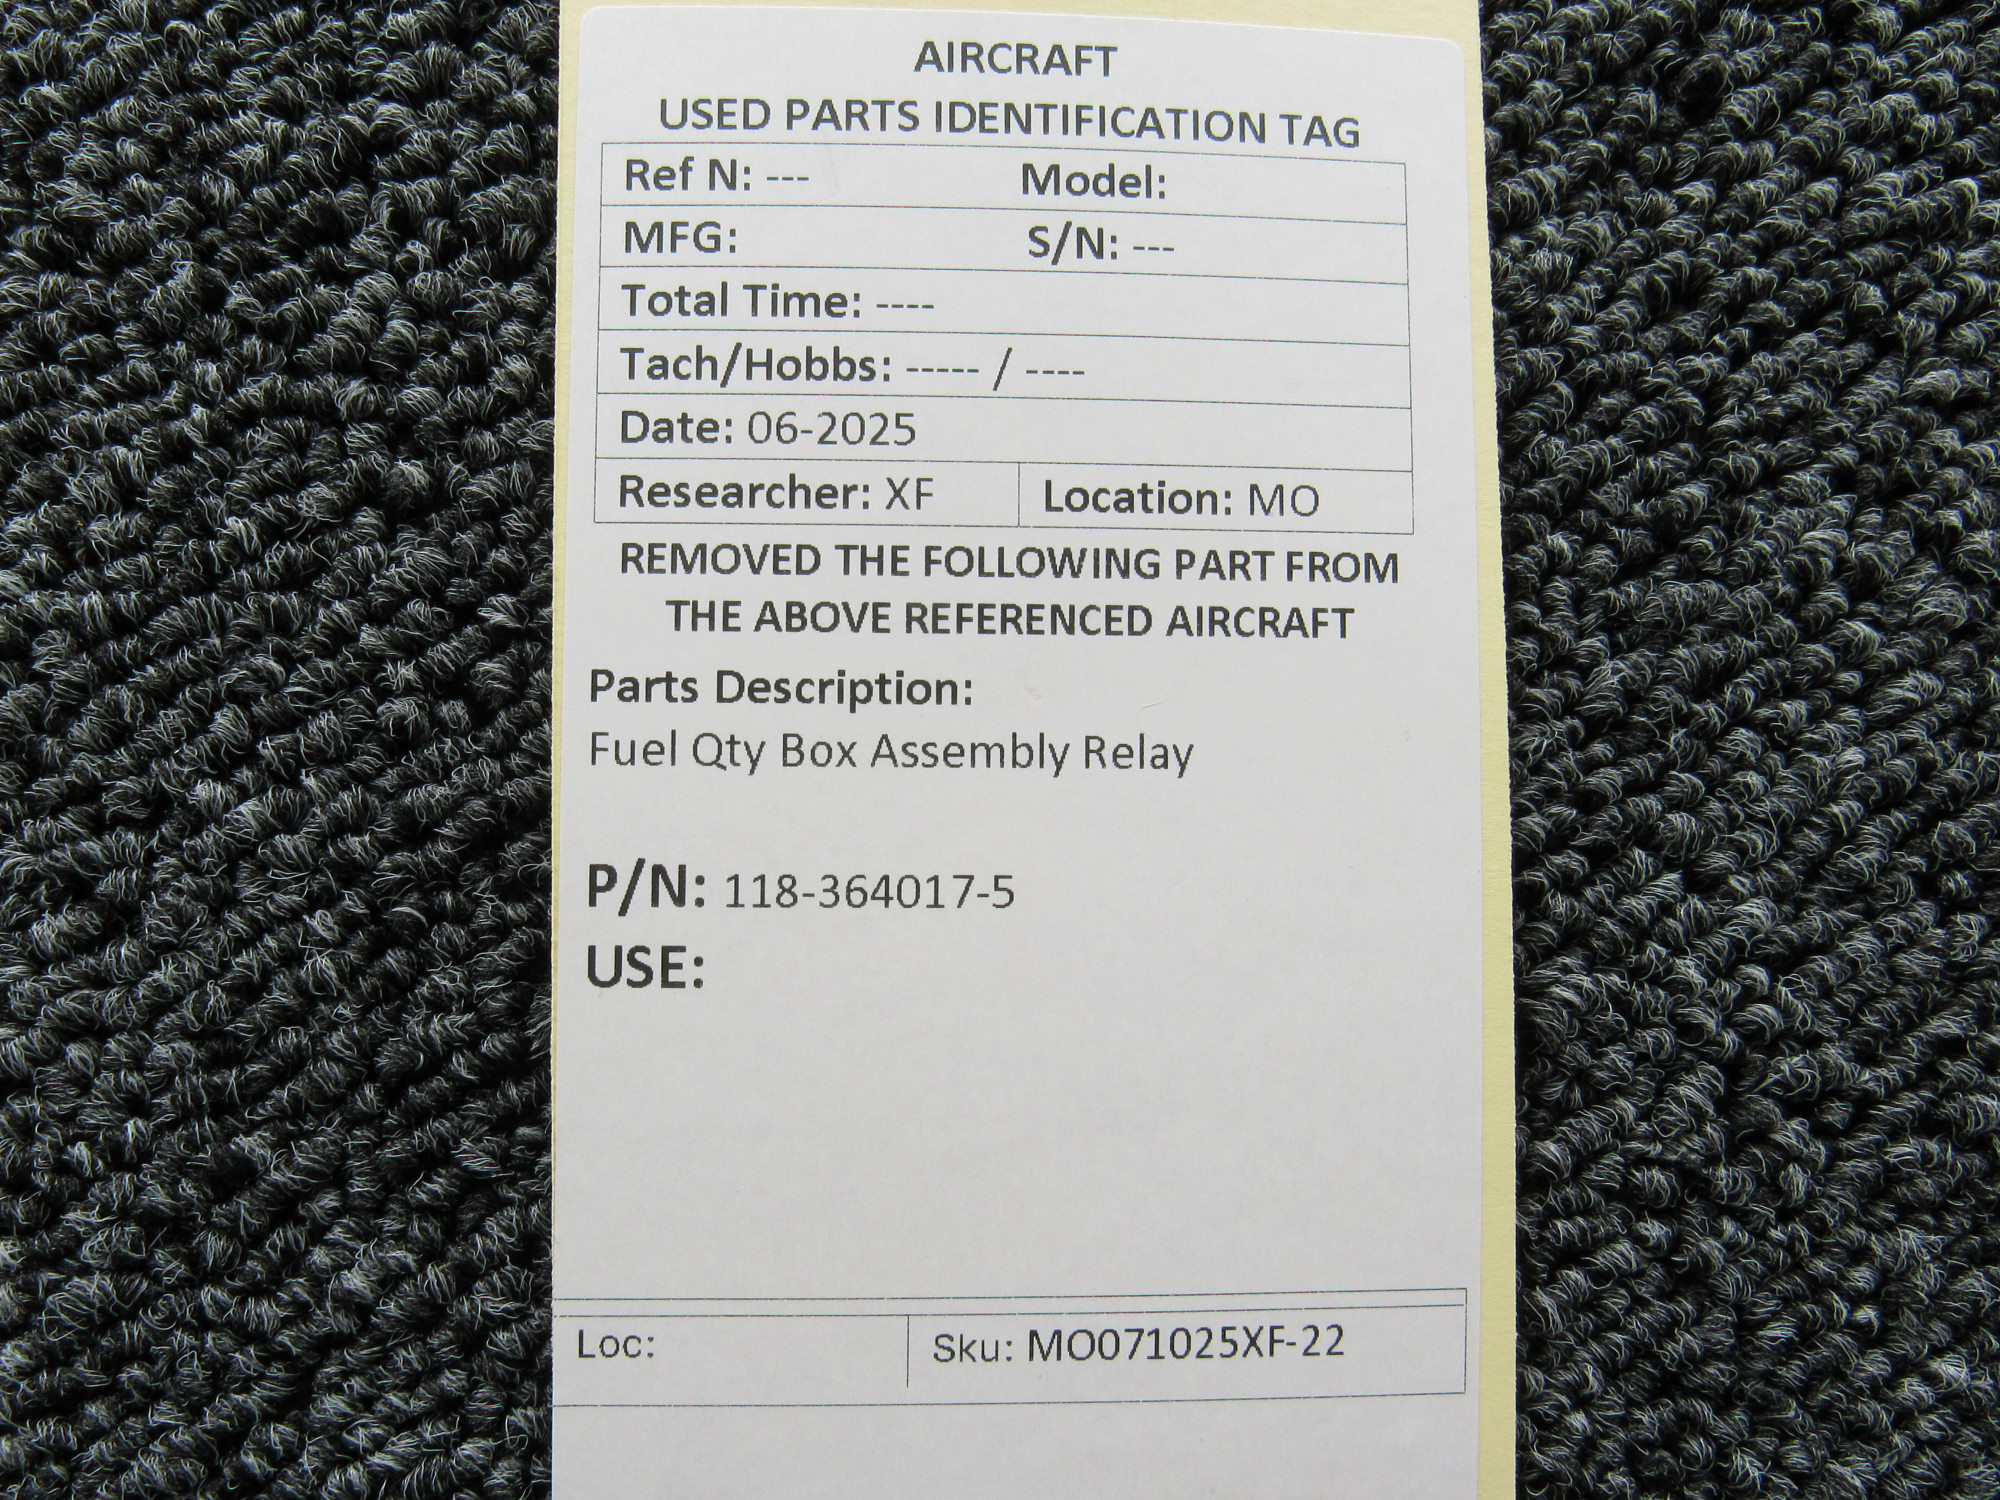 AIRCRAFT
USED PARTS IDENTIFICATION TAG
Ref N: --- Model:
MFG: S/N: ---
Total Time: ----
Tach/Hobbs: ----- / ----
Date: 06-2025
Researcher: XF Location: MO
REMOVED THE FOLLOWING PART FROM
THE ABOVE REFERENCED AIRCRAFT
Parts Description:
Fuel Qty Box Assembly Relay
P/N: 118-364017-5
USE:
Loc: Sku: MO071025XF-22